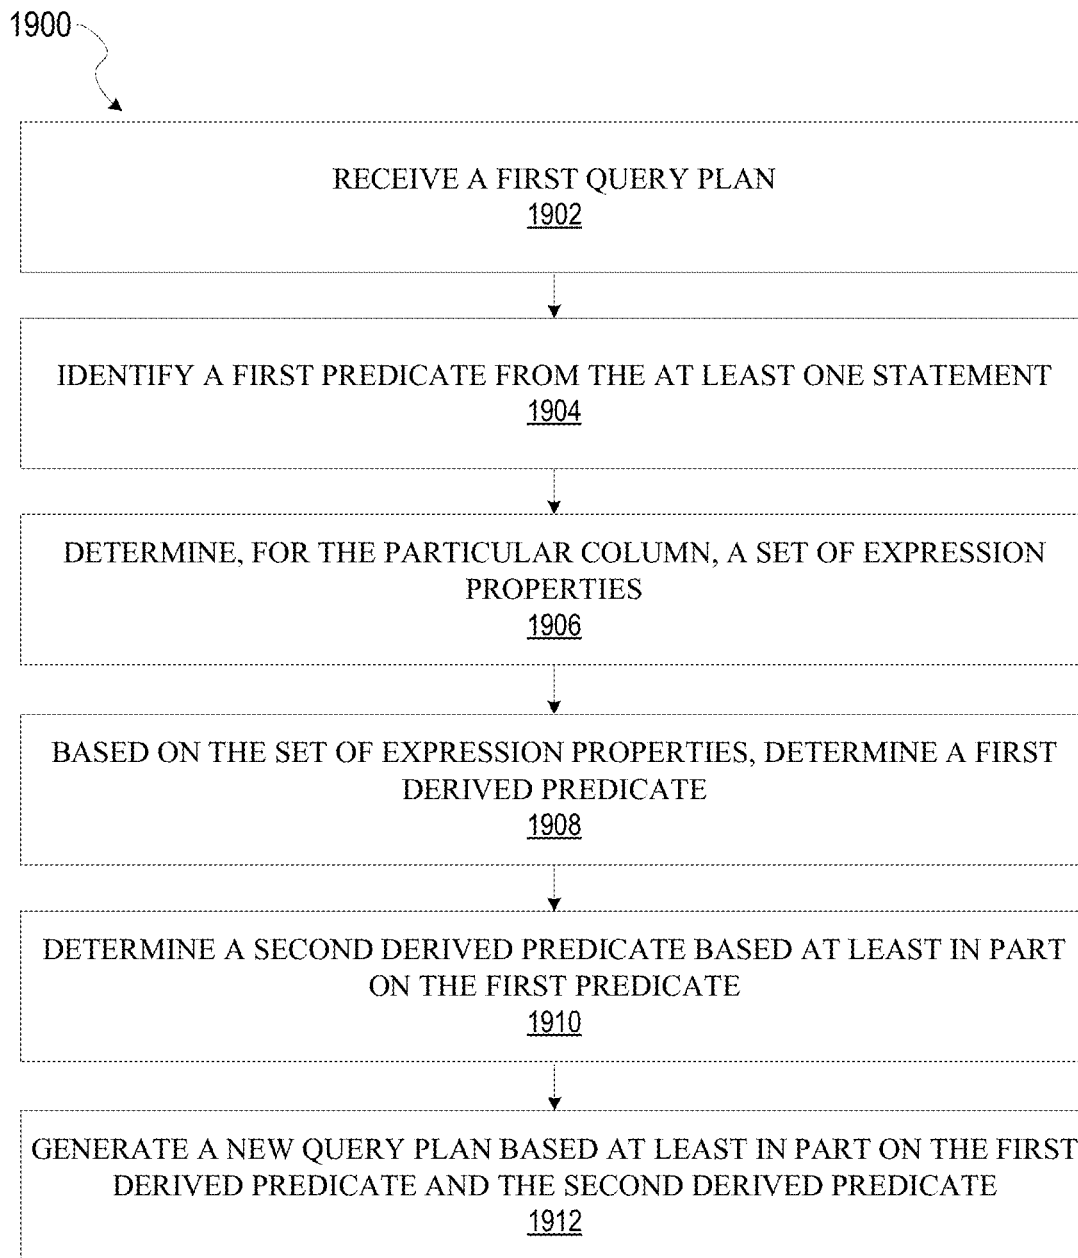 1900
RECEIVE A FIRST QUERY PLAN
1902
IDENTIFY A FIRST PREDICATE FROM THE AT LEAST ONE STATEMENT
1904
DETERMINE, FOR THE PARTICULAR COLUMN, A SET OF EXPRESSION
PROPERTIES
1906
BASED ON THE SET OF EXPRESSION PROPERTIES, DETERMINE A FIRST
DERIVED PREDICATE
1908
DETERMINE A SECOND DERIVED PREDICATE BASED AT LEAST IN PART
ON THE FIRST PREDICATE
1910
GENERATE A NEW QUERY PLAN BASED AT LEAST IN PART ON THE FIRST
DERIVED PREDICATE AND THE SECOND DERIVED PREDICATE
1912